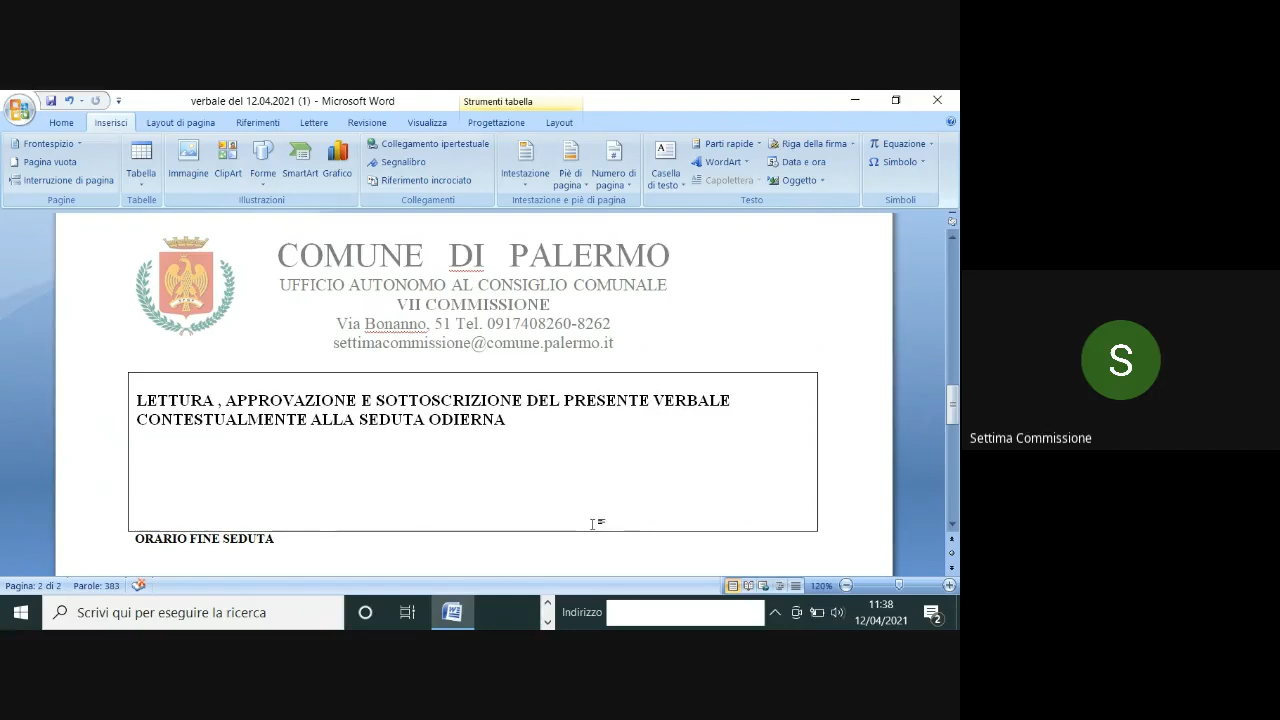 verbale del 12.04.2021 (1) - Microsoft Word
Strumenti tabella
Home Inserisci Layout di pagina Riferimenti Lettere Revisione Visualizza Progettazione Layout
Frontespizio
Pagina vuota
Interruzione di pagina
Pagine
Tabella
Tabelle
Immagine ClipArt Forme SmartArt Grafico
Illustrazioni
Collegamento ipertestuale
Segnalibro
Riferimento incrociato
Collegamenti
Intestazione Piè di pagina Numero di pagina
Intestazione e piè di pagina
Casella di testo
Parti rapide
WordArt
Capolettera
Riga della firma
Data e ora
Oggetto
Testo
Equazione
Simbolo
Simboli
COMUNE DI PALERMO
UFFICIO AUTONOMO AL CONSIGLIO COMUNALE
VII COMMISSIONE
Via Bonanno, 51 Tel. 0917408260-8262
settimacommissione@comune.palermo.it
LETTURA , APPROVAZIONE E SOTTOSCRIZIONE DEL PRESENTE VERBALE
CONTESTUALMENTE ALLA SEDUTA ODIERNA
ORARIO FINE SEDUTA
Pagina: 2 di 2 Parole: 383 120%
Scrivi qui per eseguire la ricerca
Indirizzo
11:38
12/04/2021
2
S
Settima Commissione